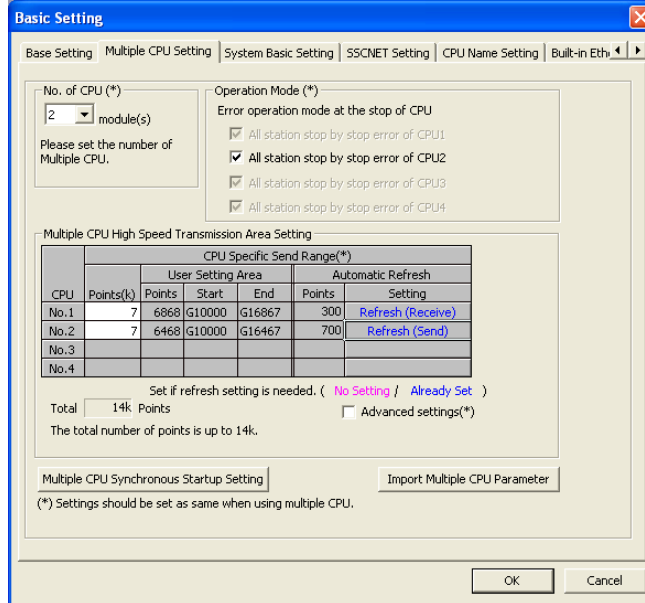 Basic Setting
Base Setting Multiple CPU Setting System Basic Setting SSCNET Setting CPU Name Setting Built-in Eth
No. of CPU (*)
2 module(s)
Please set the number of
Multiple CPU.
Operation Mode (*)
Error operation mode at the stop of CPU
All station stop by stop error of CPU1
All station stop by stop error of CPU2
All station stop by stop error of CPU3
All station stop by stop error of CPU4
Multiple CPU High Speed Transmission Area Setting
CPU Specific Send Range(*)
User Setting Area Automatic Refresh
CPU Points(k) Points Start End Points Setting
No.1 7 6868 G10000 G16867 300 Refresh (Receive)
No.2 7 6468 G10000 G16467 700 Refresh (Send)
No.3
No.4
Set if refresh setting is needed. ( No Setting / Already Set )
Total 14k Points Advanced settings(*)
The total number of points is up to 14k.
Multiple CPU Synchronous Startup Setting Import Multiple CPU Parameter
(*) Settings should be set as same when using multiple CPU.
OK Cancel